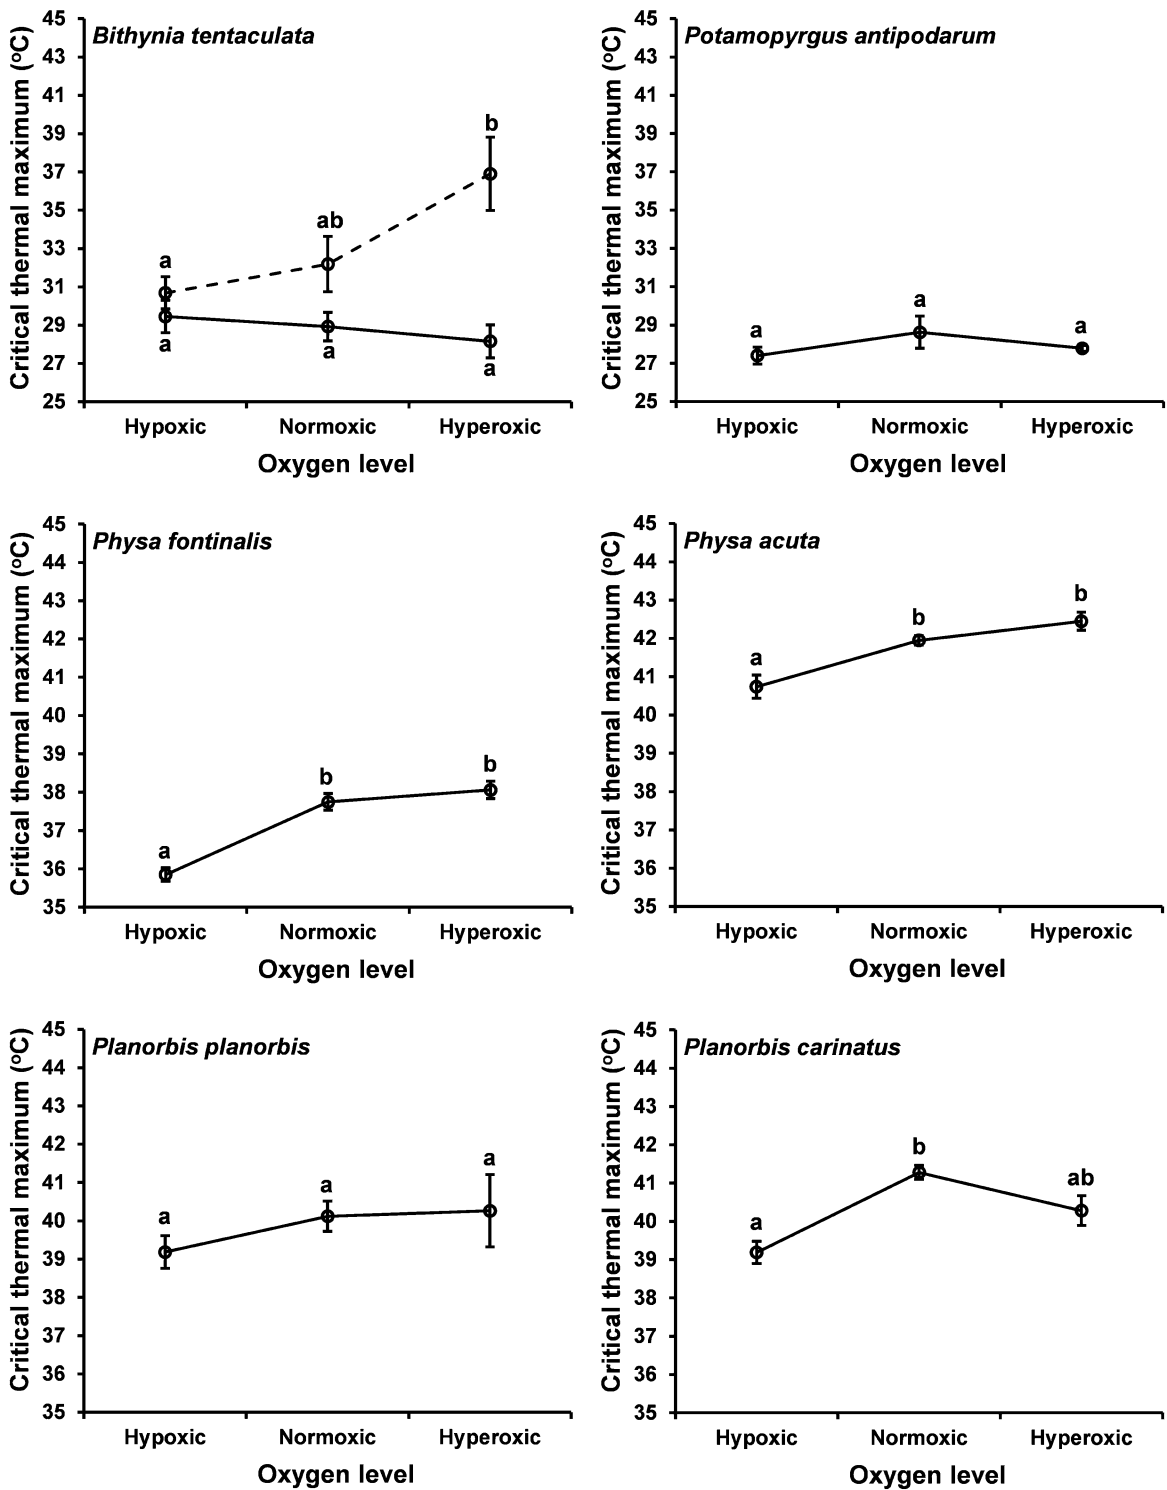 Bithynia tentaculata
Critical thermal maximum (oC)
45
43
41
39
37
35
33
31
29
27
25
a
ab
b
a
a
a
Hypoxic Normoxic Hyperoxic
Oxygen level
Potamopyrgus antipodarum
Critical thermal maximum (oC)
45
43
41
39
37
35
33
31
29
27
25
a
a
a
Hypoxic Normoxic Hyperoxic
Oxygen level
Physa fontinalis
Critical thermal maximum (oC)
45
44
43
42
41
40
39
38
37
36
35
a
b
b
Hypoxic Normoxic Hyperoxic
Oxygen level
Physa acuta
Critical thermal maximum (oC)
45
44
43
42
41
40
39
38
37
36
35
a
b
b
Hypoxic Normoxic Hyperoxic
Oxygen level
Planorbis planorbis
Critical thermal maximum (oC)
45
44
43
42
41
40
39
38
37
36
35
a
a
a
Hypoxic Normoxic Hyperoxic
Oxygen level
Planorbis carinatus
Critical thermal maximum (oC)
45
44
43
42
41
40
39
38
37
36
35
a
b
ab
Hypoxic Normoxic Hyperoxic
Oxygen level